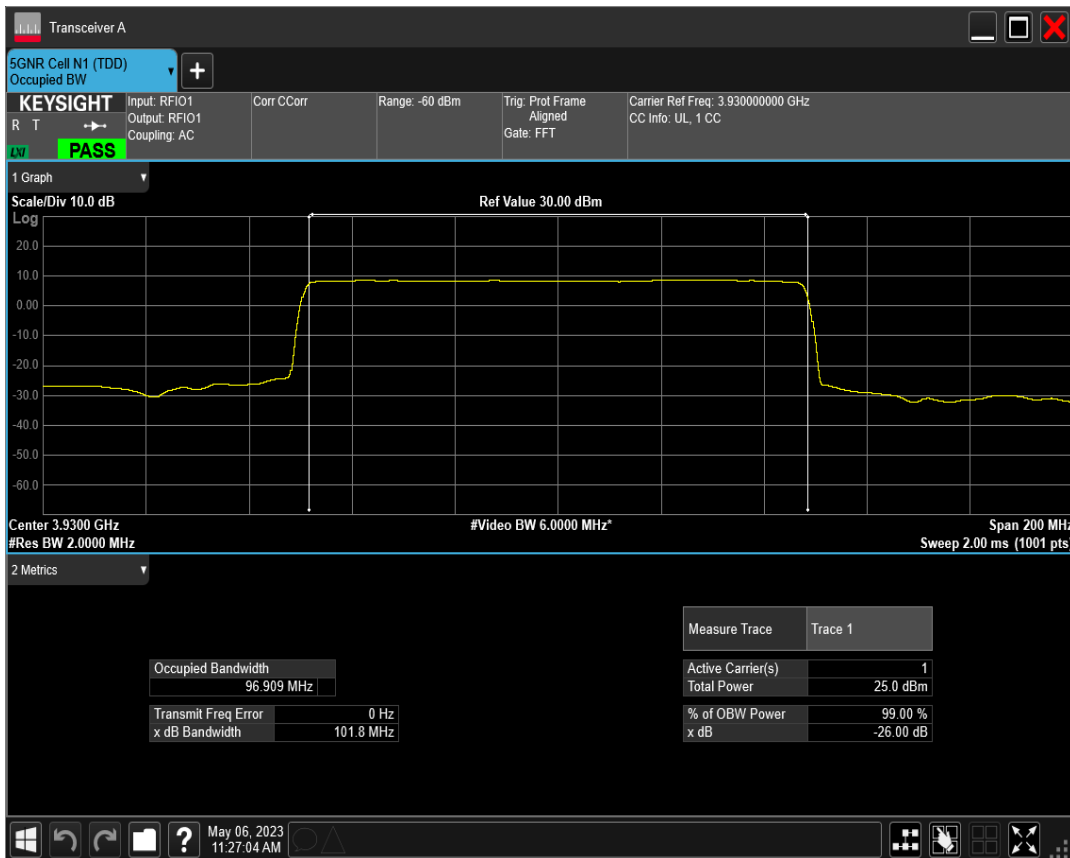 Transceiver A
5GNR Cell N1 (TDD)
Occupied BW
+
KEYSIGHT
R T
LXI
PASS
Input: RFIO1
Output: RFIO1
Coupling: AC
Corr CCorr
Range: -60 dBm
Trig: Prot Frame
Aligned
Gate: FFT
Carrier Ref Freq: 3.930000000 GHz
CC Info: UL, 1 CC
1 Graph
Scale/Div 10.0 dB
Ref Value 30.00 dBm
Log
20.0
10.0
0.00
-10.0
-20.0
-30.0
-40.0
-50.0
-60.0
Center 3.9300 GHz
#Video BW 6.0000 MHz*
Span 200 MHz
#Res BW 2.0000 MHz
Sweep 2.00 ms (1001 pts)
2 Metrics
Measure Trace Trace 1
Occupied Bandwidth
96.909 MHz
Active Carrier(s) 1
Total Power 25.0 dBm
Transmit Freq Error 0 Hz
x dB Bandwidth 101.8 MHz
% of OBW Power 99.00 %
x dB -26.00 dB
?
May 06, 2023
11:27:04 AM